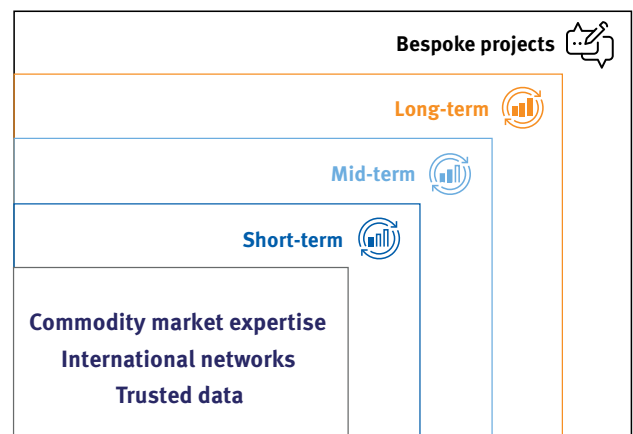 Bespoke projects
Long-term
Mid-term
Short-term
Commodity market expertise
International networks
Trusted data